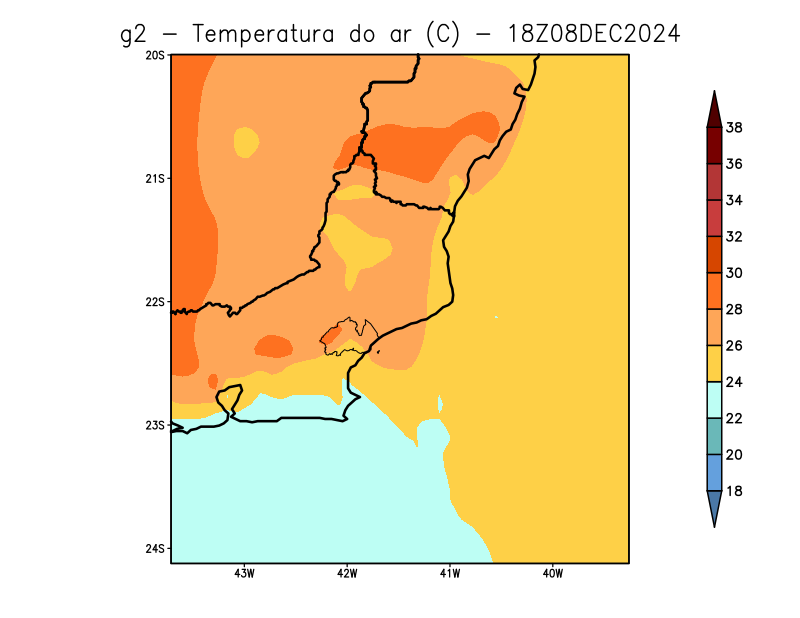 g2 – Temperatura do ar (C) – 18Z08DEC2024
20S
21S
22S
23S
24S
43W
42W
41W
40W
38
36
34
32
30
28
26
24
22
20
18